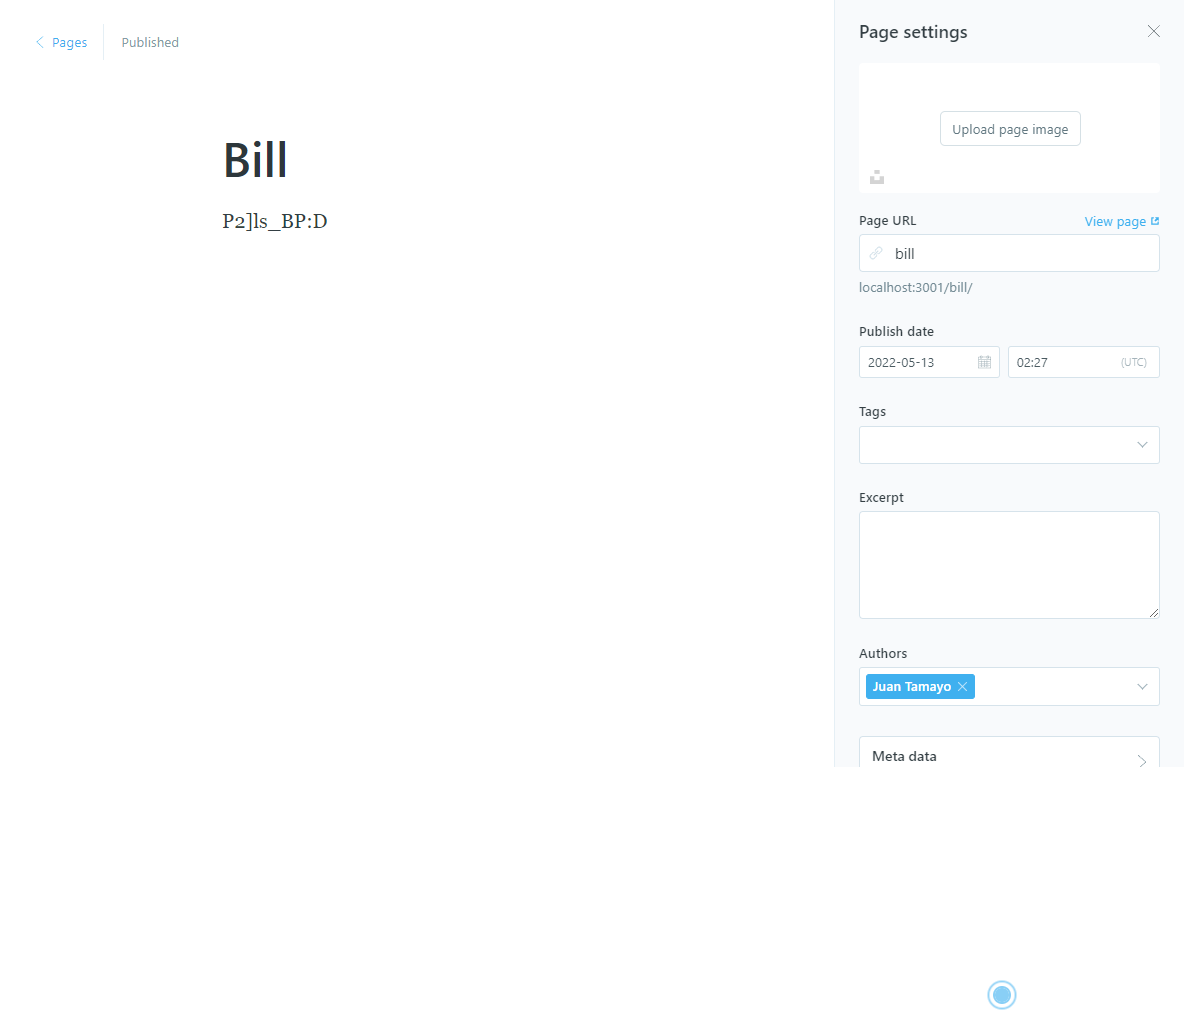 Pages
Published
Bill
P2]ls_BP:D
Page settings
Upload page image
Page URL
View page
bill
localhost:3001/bill/
Publish date
2022-05-13
02:27
(UTC)
Tags
Excerpt
Authors
Juan Tamayo
Meta data